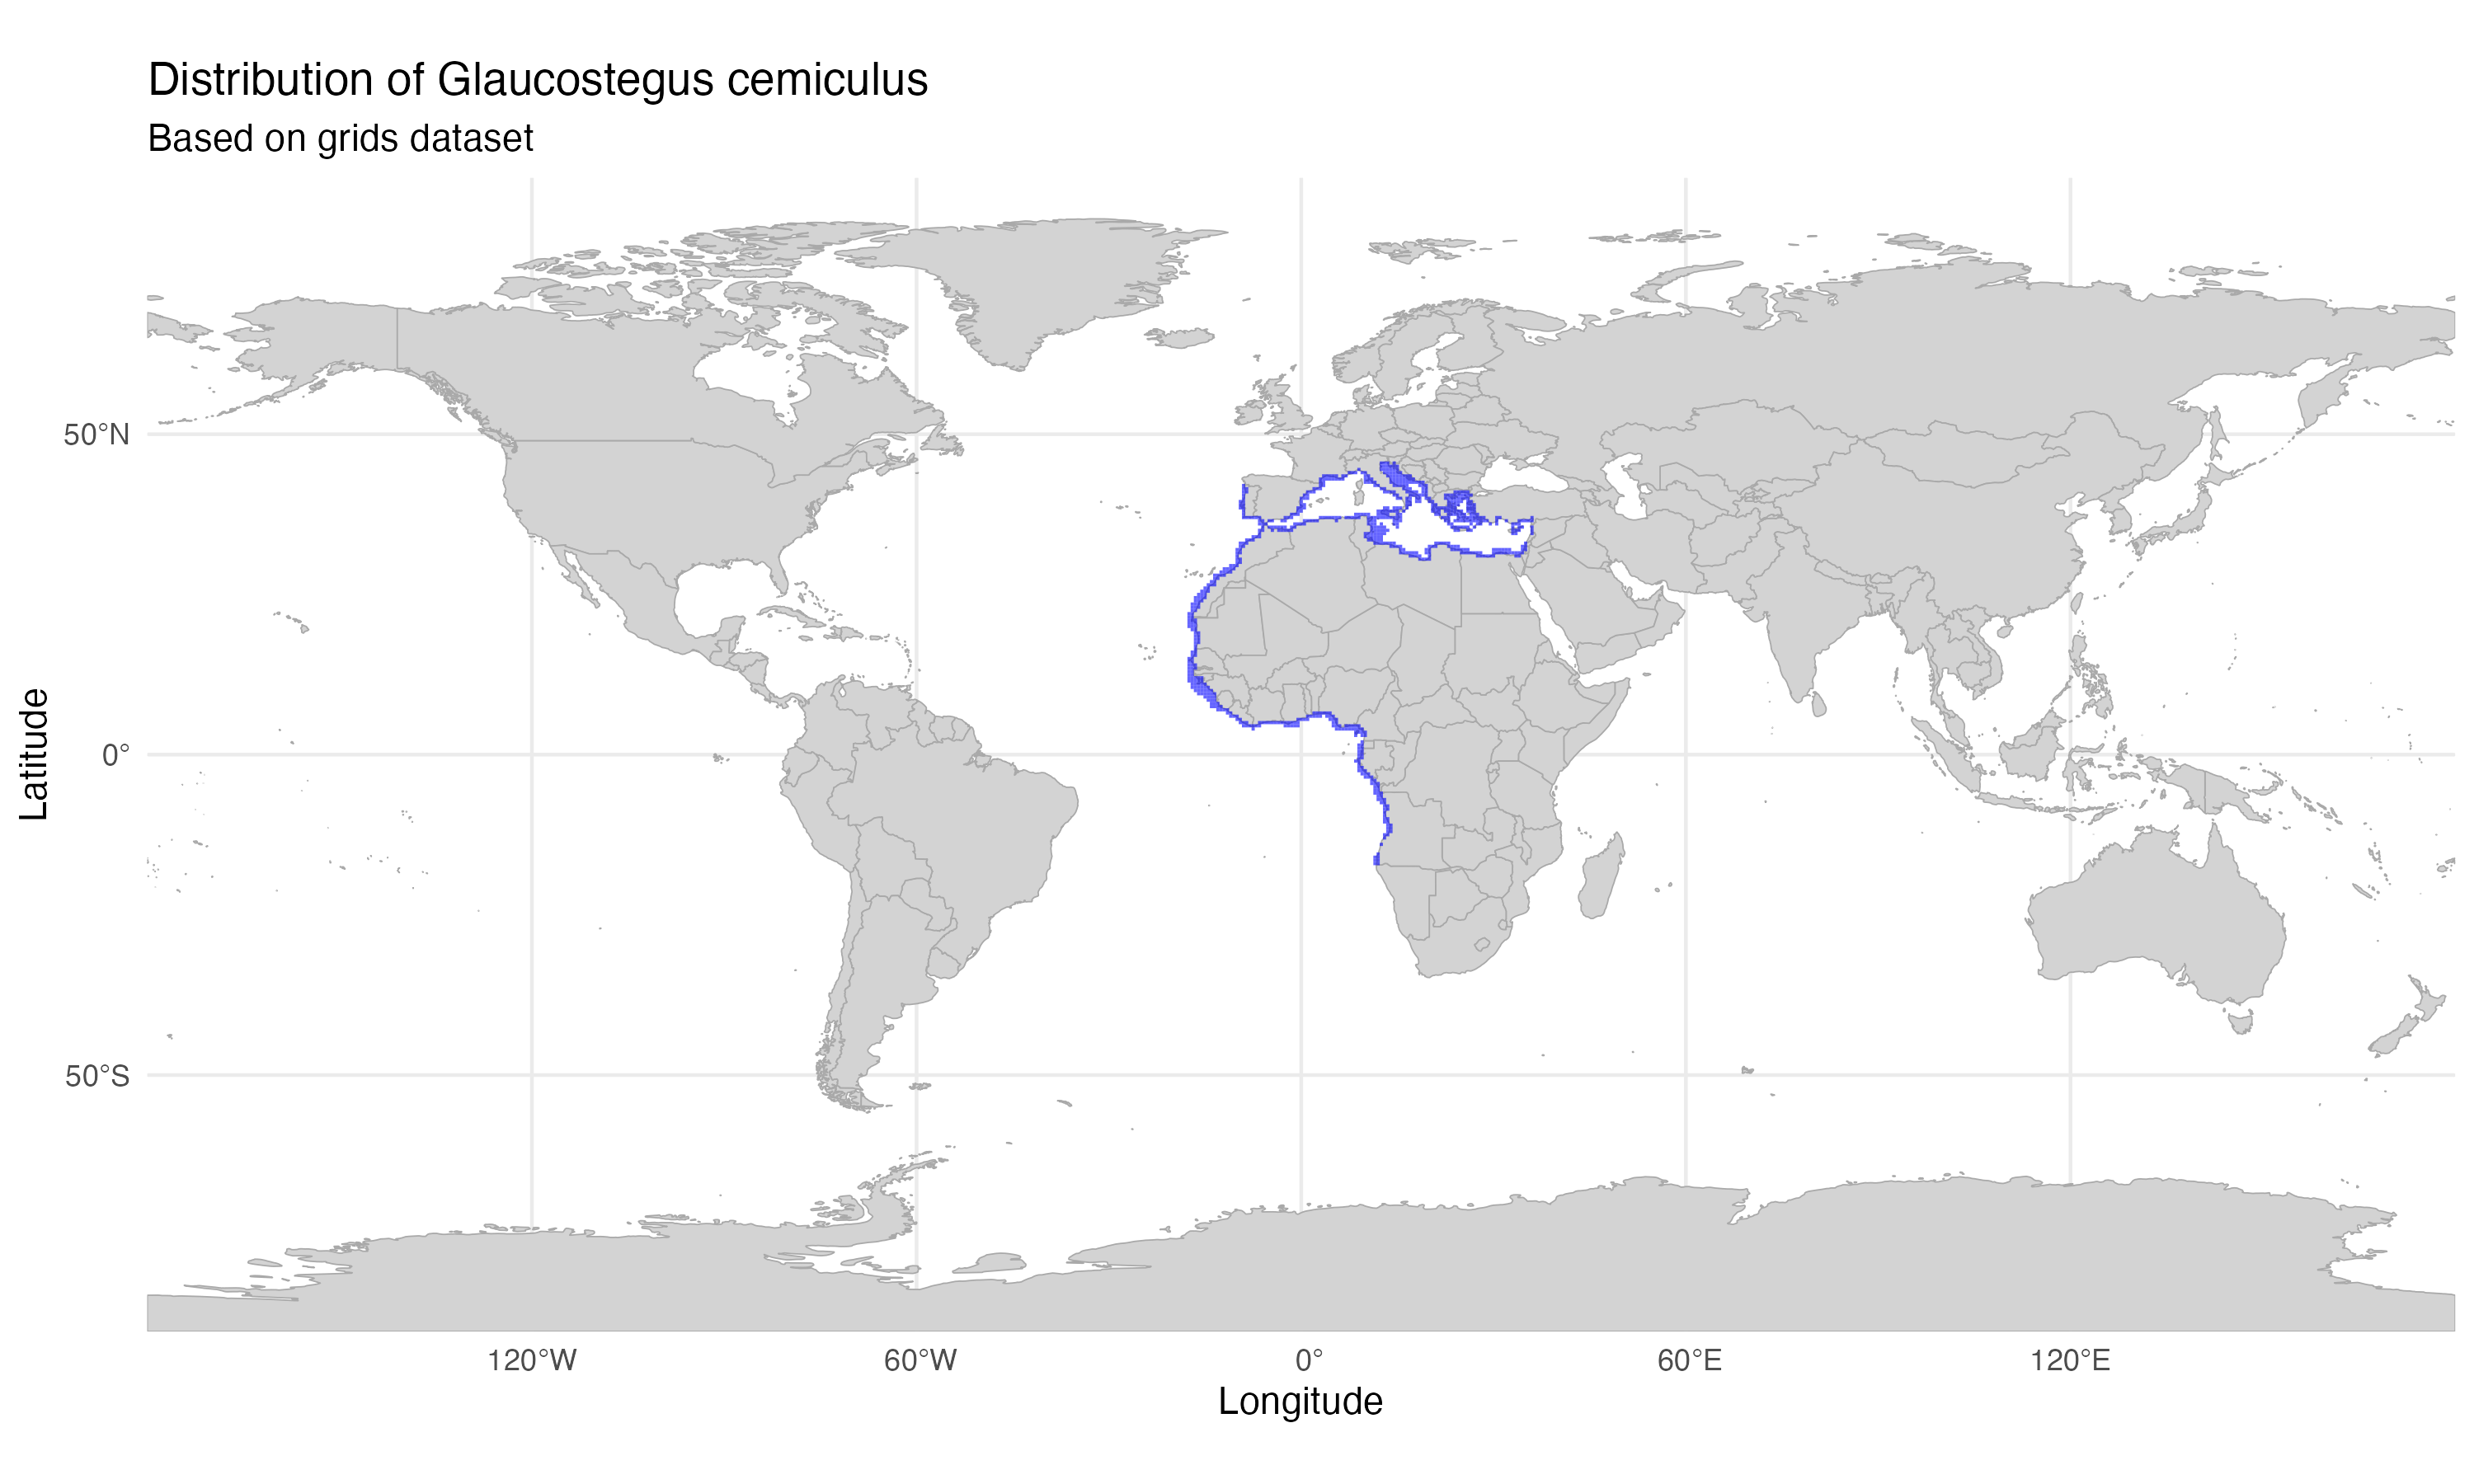 Distribution of Glaucostegus cemiculus
Based on grids dataset
50°N
0°
50°S
Latitude
120°W
60°W
0°
60°E
120°E
Longitude